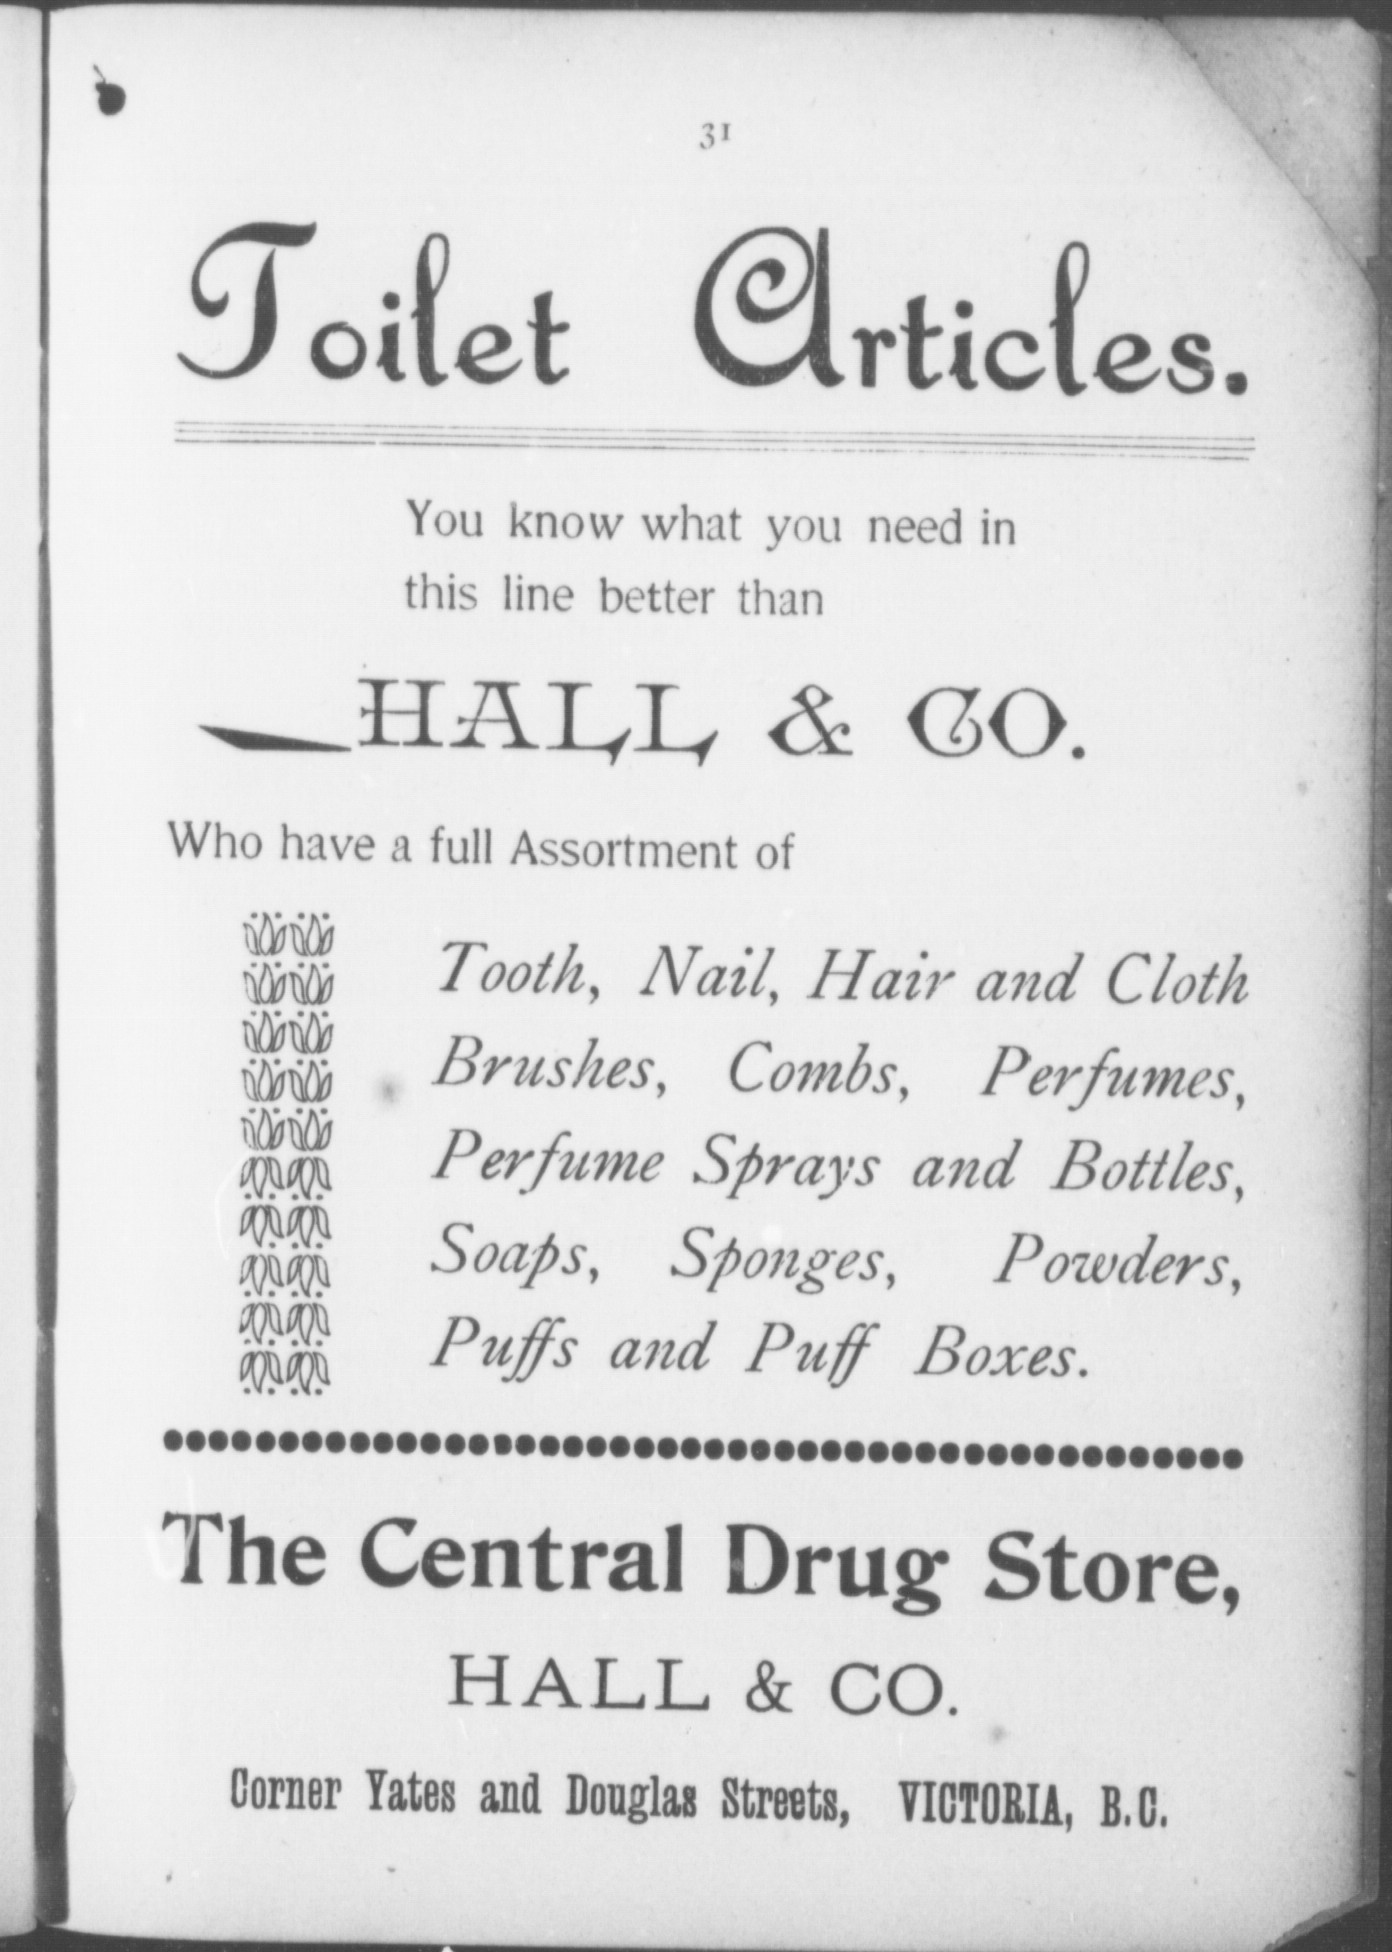 31
Toilet Articles.
You know what you need in
this line better than
HALL & CO.
Who have a full Assortment of
Tooth, Nail, Hair and Cloth
Brushes, Combs, Perfumes,
Perfume Sprays and Bottles,
Soaps, Sponges, Powders,
Puffs and Puff Boxes.
The Central Drug Store,
HALL & CO.
Corner Yates and Douglas Streets, VICTORIA, B.C.